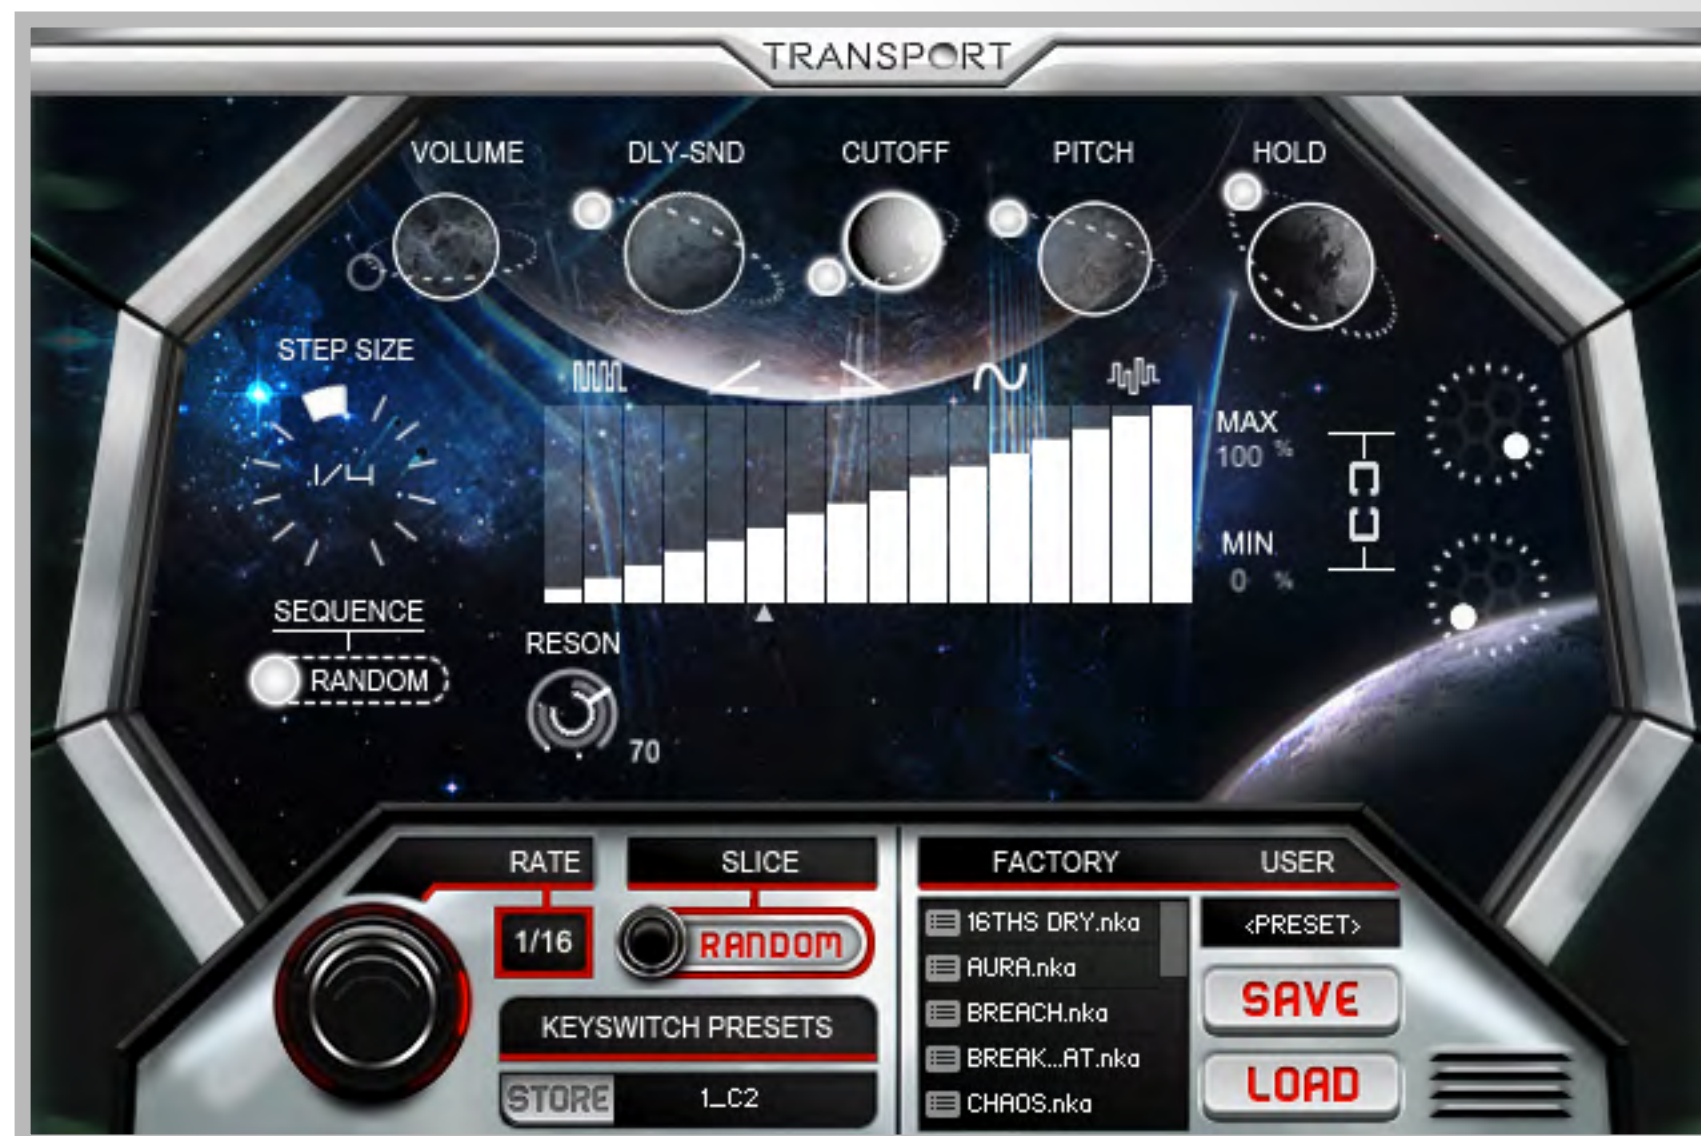 TRANSPORT
VOLUME DLY-SND CUTOFF PITCH HOLD
STEP SIZE
1/4
MAX
100 %
MIN
0 %
SEQUENCE
RANDOM
RESON
70
RATE
1/16
SLICE
RANDOM
KEYSWITCH PRESETS
STORE 1_C2
FACTORY USER
16THS DRY.nka
AURA.nka
BREACH.nka
BREAK...AT.nka
CHAOS.nka
<PRESET>
SAVE
LOAD